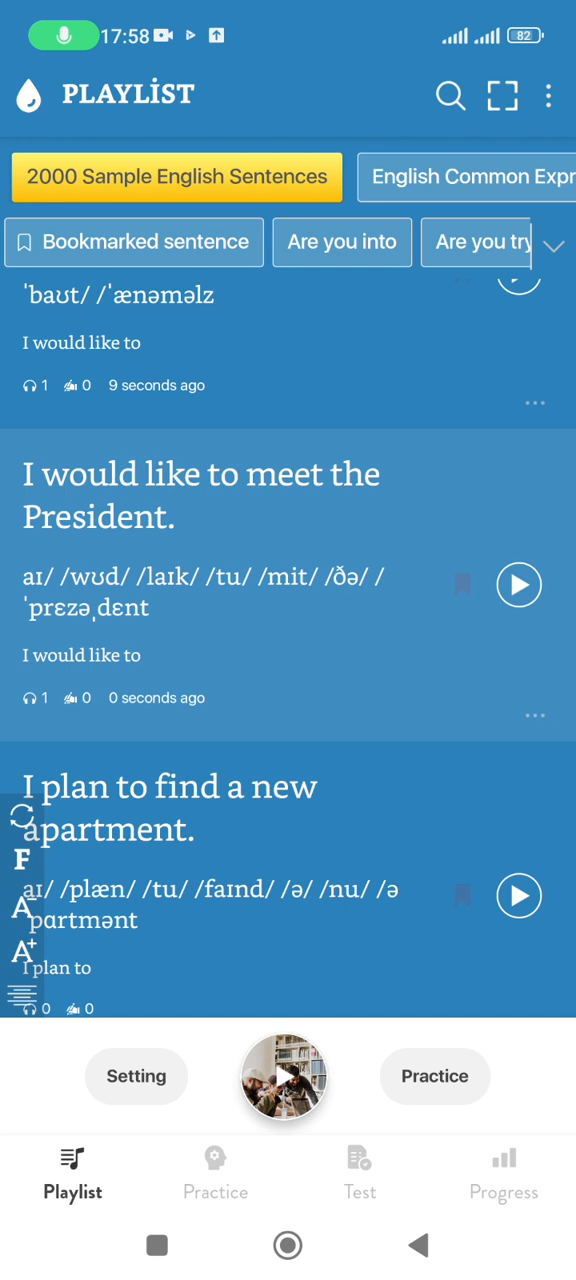 17:58
82
PLAYLİST
2000 Sample English Sentences
English Common Expr
Bookmarked sentence
Are you into
Are you try
ˈbaʊt/ /ˈænəməlz
I would like to
1 0 9 seconds ago
I would like to meet the
President.
aɪ/ /wʊd/ /laɪk/ /tu/ /mit/ /ðə/ /
ˈprɛzəˌdɛnt
I would like to
1 0 0 seconds ago
I plan to find a new
apartment.
aɪ/ /plæn/ /tu/ /faɪnd/ /ə/ /nu/ /ə
ˈpɑrtmənt
I plan to
0 0
F
A-
A+
Setting
Practice
Playlist
Practice
Test
Progress